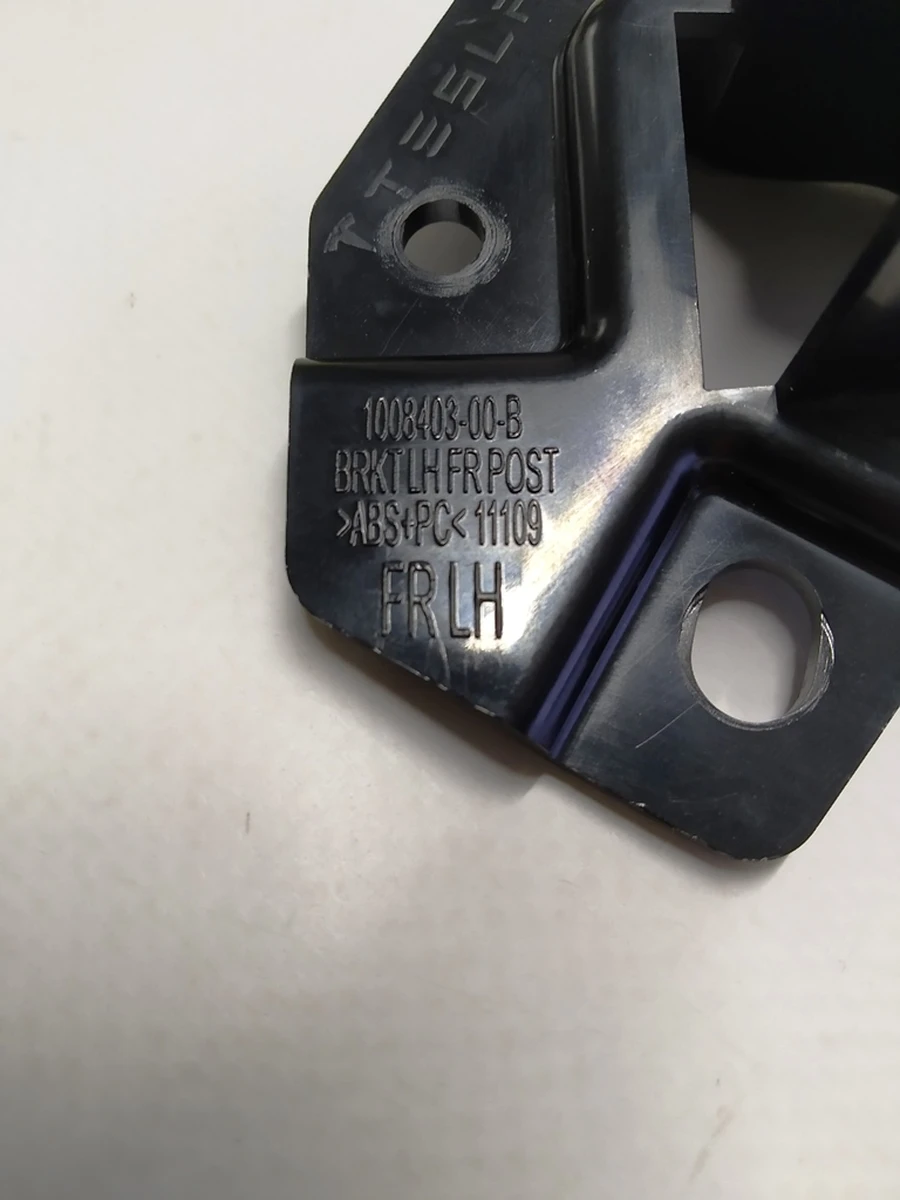 TESLA
1008403-00-B
BRKT LH FR POST
>ABS+PC< 11109
FR LH